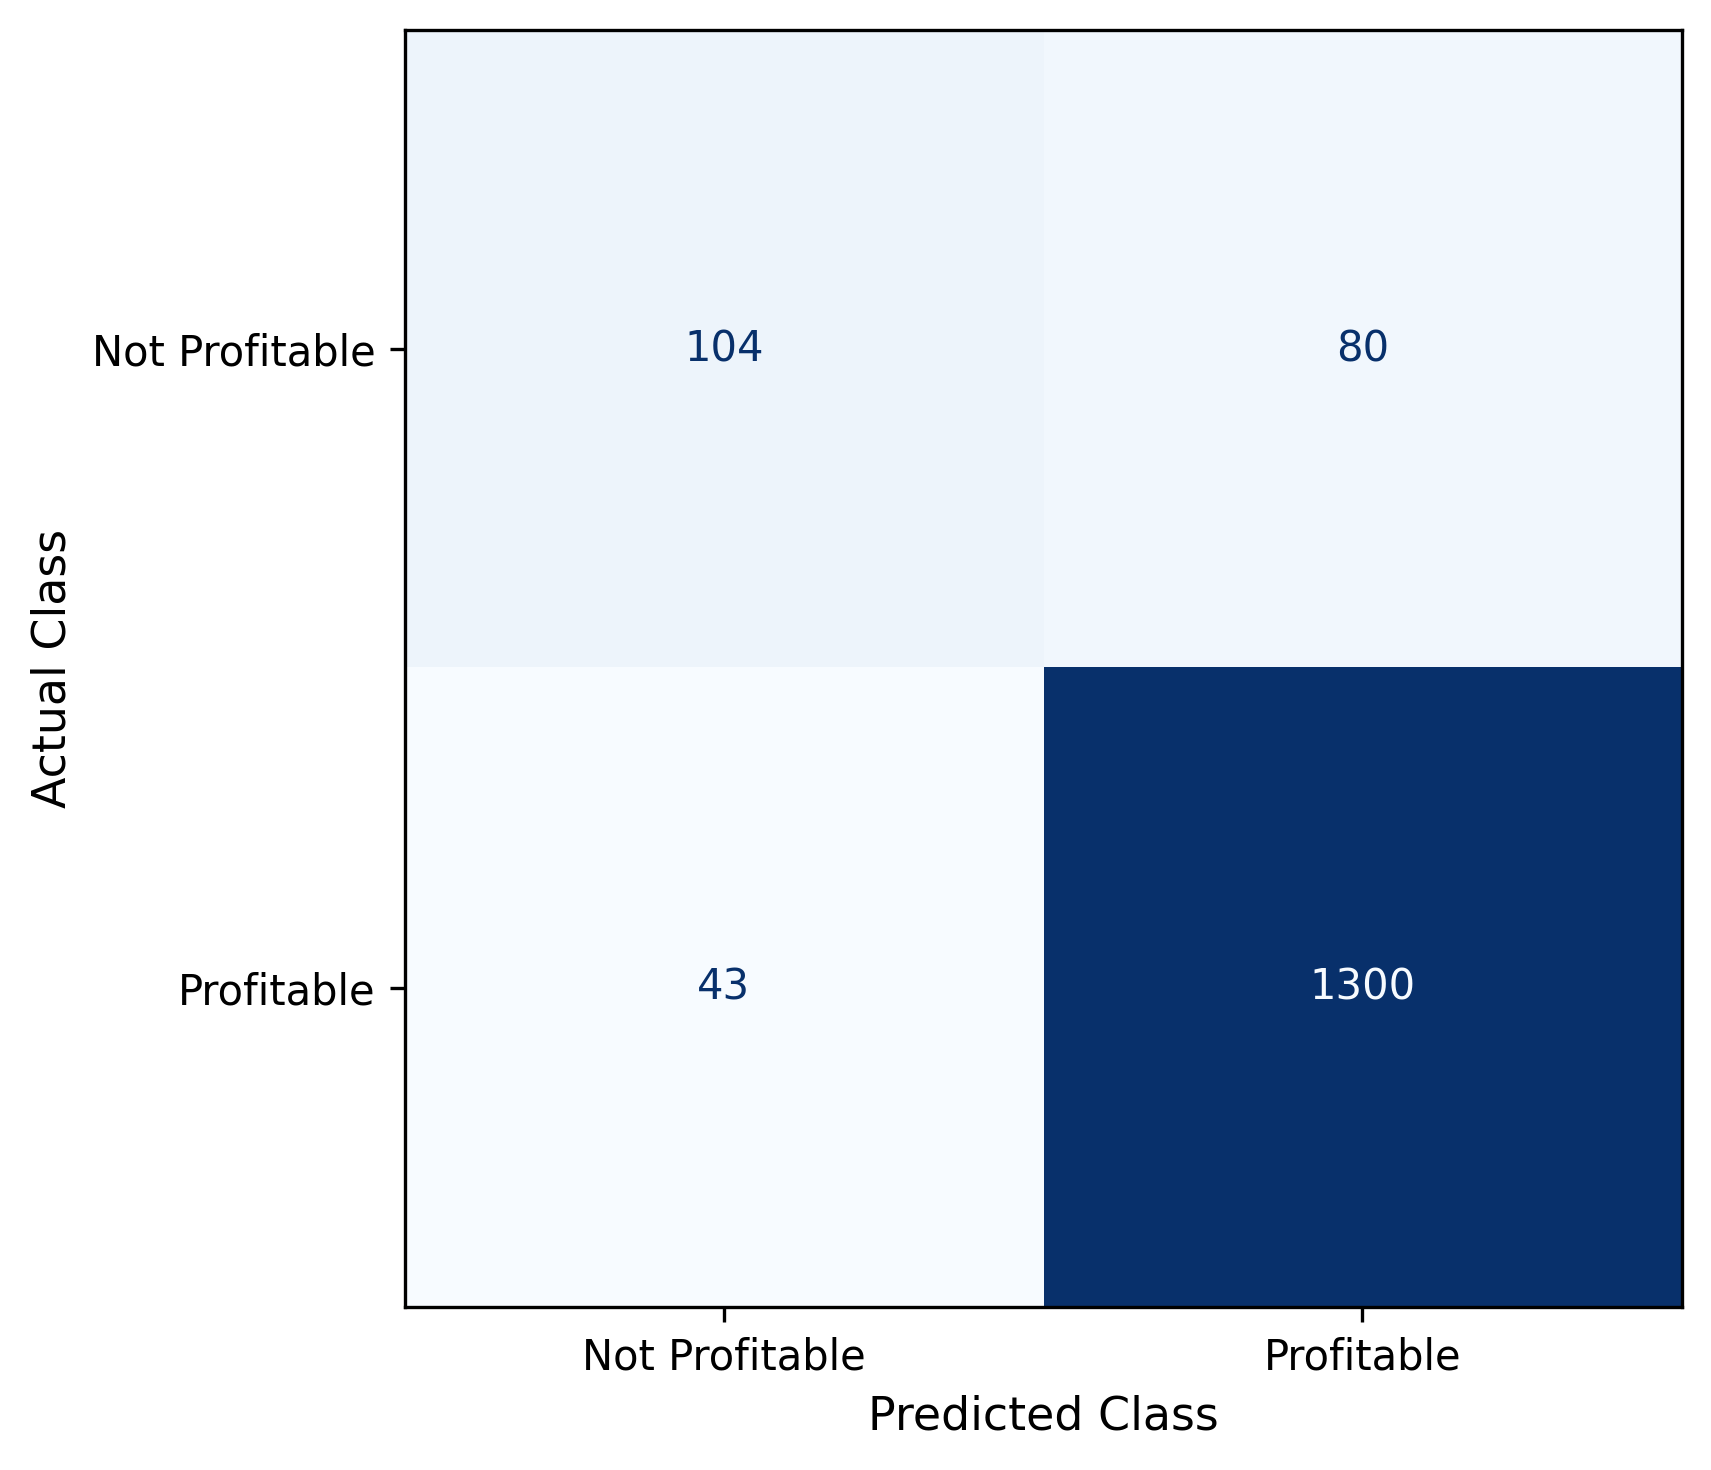 Actual Class
Not Profitable
104
80
Profitable
43
1300
Not Profitable
Profitable
Predicted Class